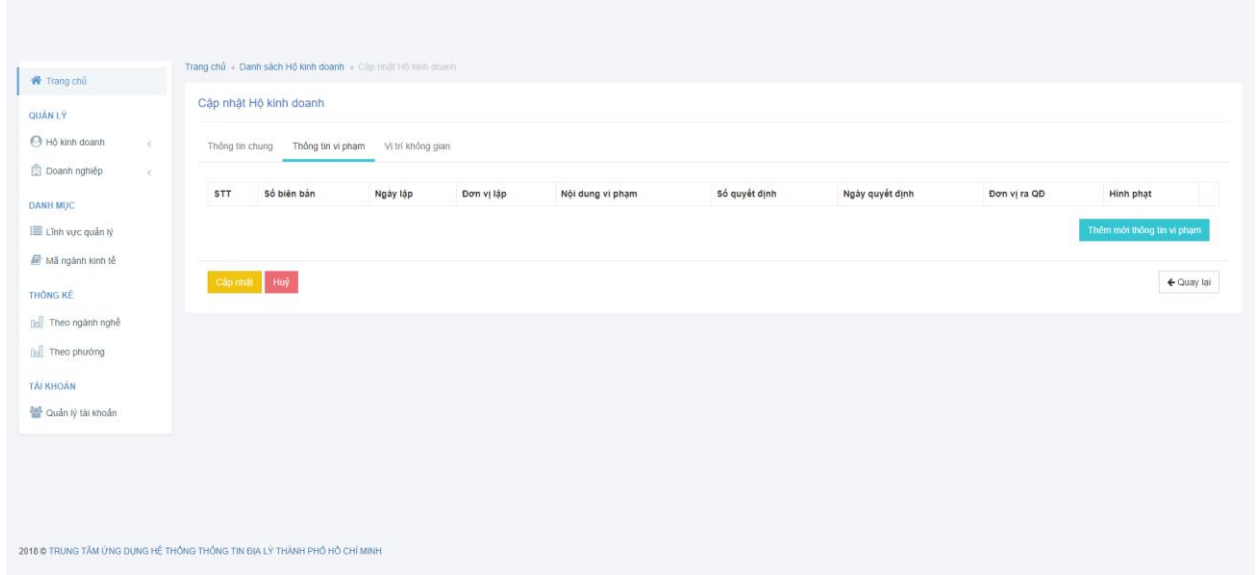 Trang chủ
QUẢN LÝ
Hộ kinh doanh
Doanh nghiệp
DANH MỤC
Lĩnh vực quản lý
Mã ngành kinh tế
THỐNG KÊ
Theo ngành nghề
Theo phường
TÀI KHOẢN
Quản lý tài khoản
Trang chủ Danh sách Hộ kinh doanh Cập nhật Hộ kinh doanh
Cập nhật Hộ kinh doanh
Thông tin chung Thông tin vi phạm Vị trí không gian
STT Số biên bản Ngày lập Đơn vị lập Nội dung vi phạm Số quyết định Ngày quyết định Đơn vị ra QĐ Hình phạt
Thêm mới thông tin vi phạm
Cập nhật Huỷ Quay lại
2018 © TRUNG TÂM ỨNG DỤNG HỆ THỐNG THÔNG TIN ĐỊA LÝ THÀNH PHỐ HỒ CHÍ MINH